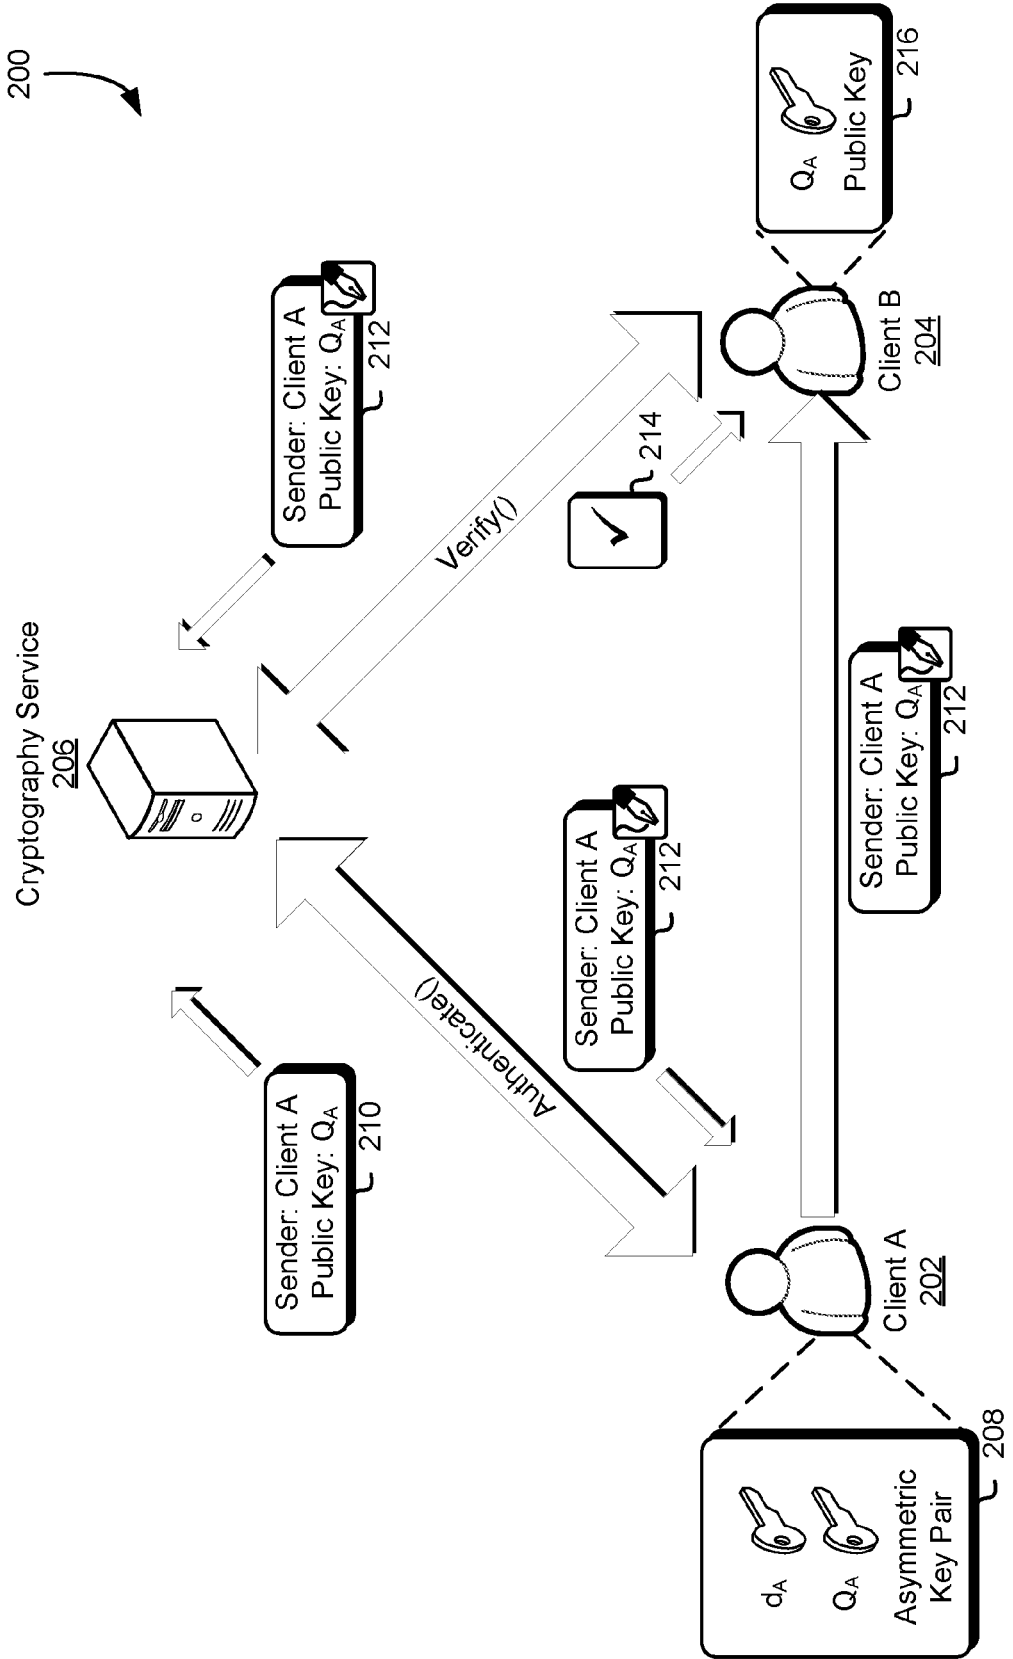 200
Cryptography Service
206
Sender: Client A
Public Key: QA
210
Sender: Client A
Public Key: QA
212
Authenticate()
Verify()
Sender: Client A
Public Key: QA
212
214
Client A
202
Client B
204
Sender: Client A
Public Key: QA
212
dA
QA
Asymmetric
Key Pair
208
QA
Public Key
216